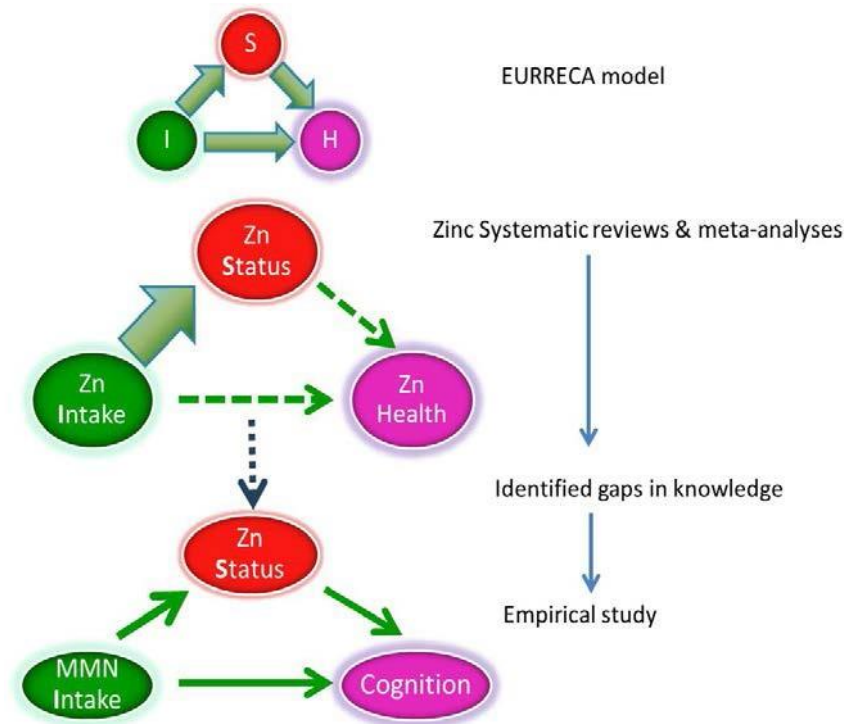 S
EURRECA model
I
H
Zinc Systematic reviews & meta-analyses
Zn
Status
Zn
Intake
Zn
Health
Identified gaps in knowledge
Zn
Status
Empirical study
MMN
Intake
Cognition